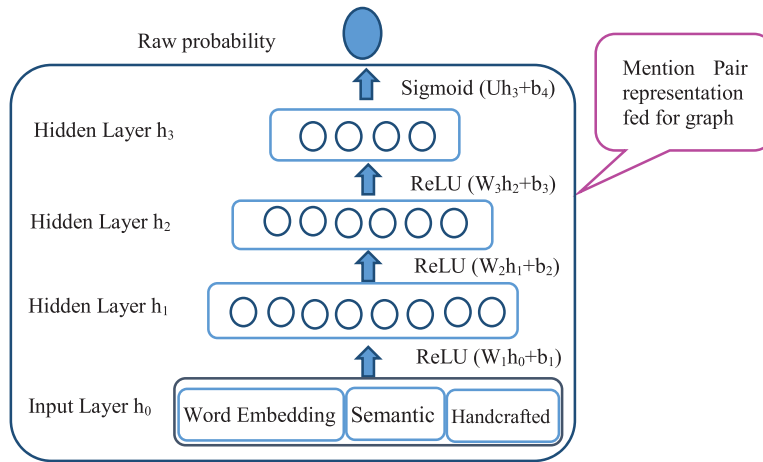 Raw probability
Sigmoid (Uh₃+b₄)
Mention Pair
representation
fed for graph
Hidden Layer h₃
ReLU (W₃h₂+b₃)
Hidden Layer h₂
ReLU (W₂h₁+b₂)
Hidden Layer h₁
ReLU (W₁h₀+b₁)
Input Layer h₀
Word Embedding
Semantic
Handcrafted